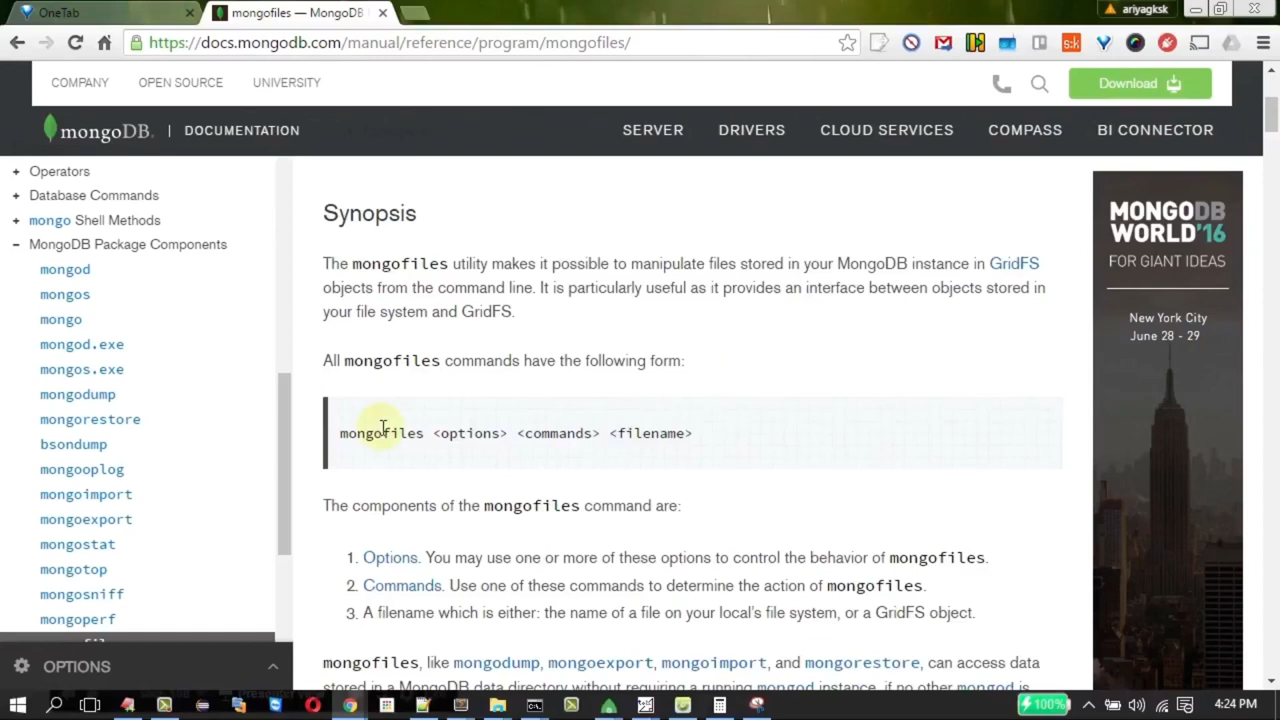 OneTab
mongofiles — MongoDB
ariyagksk
https://docs.mongodb.com/manual/reference/program/mongofiles/
COMPANY OPEN SOURCE UNIVERSITY
Download
mongoDB. | DOCUMENTATION
SERVER DRIVERS CLOUD SERVICES COMPASS BI CONNECTOR
+ Operators
+ Database Commands
+ mongo Shell Methods
− MongoDB Package Components
mongod
mongos
mongo
mongod.exe
mongos.exe
mongodump
mongorestore
bsondump
mongooplog
mongoimport
mongoexport
mongostat
mongotop
mongosniff
mongoperf
OPTIONS
Synopsis
The mongofiles utility makes it possible to manipulate files stored in your MongoDB instance in GridFS
objects from the command line. It is particularly useful as it provides an interface between objects stored in
your file system and GridFS.
All mongofiles commands have the following form:
mongofiles <options> <commands> <filename>
The components of the mongofiles command are:
1. Options. You may use one or more of these options to control the behavior of mongofiles.
2. Commands. Use one of these commands to determine the action of mongofiles.
3. A filename which is either: the name of a file on your local's file system, or a GridFS object.
mongofiles, like mongodump, mongoexport, mongoimport, and mongorestore, can access data
stored in a MongoDB data directory without requiring a running mongod instance, if no other mongod is
MONGODB
WORLD'16
FOR GIANT IDEAS
New York City
June 28 - 29
s:k
100%
4:24 PM